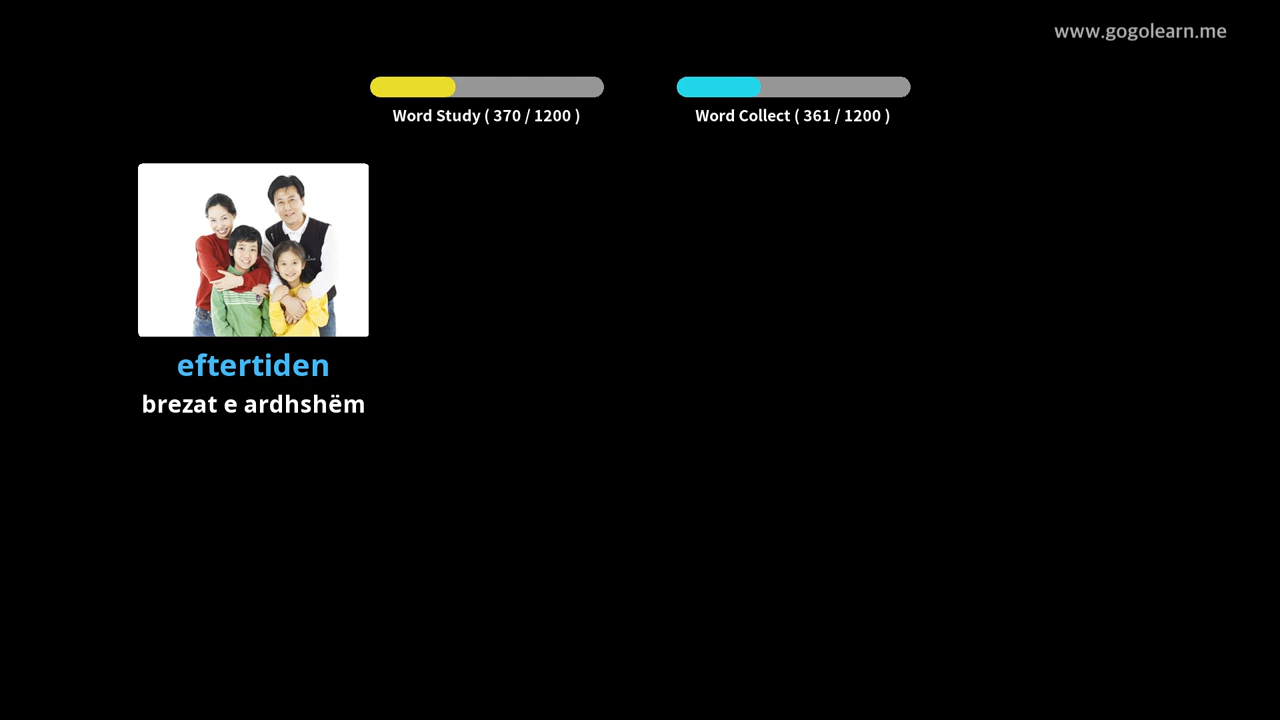 www.gogolearn.me
Word Study ( 370 / 1200 )
Word Collect ( 361 / 1200 )
eftertiden
brezat e ardhshëm